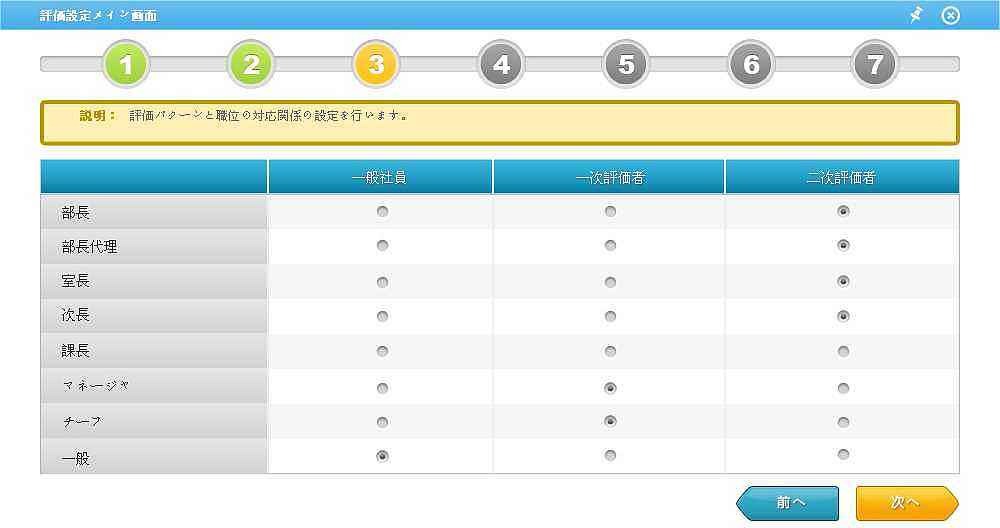 評価設定メイン画面
1 2 3 4 5 6 7
説明： 評価パターンと職位の対応関係の設定を行います。
一般社員 一次評価者 二次評価者
部長
部長代理
室長
次長
課長
マネージャ
チーフ
一般
前へ 次へ